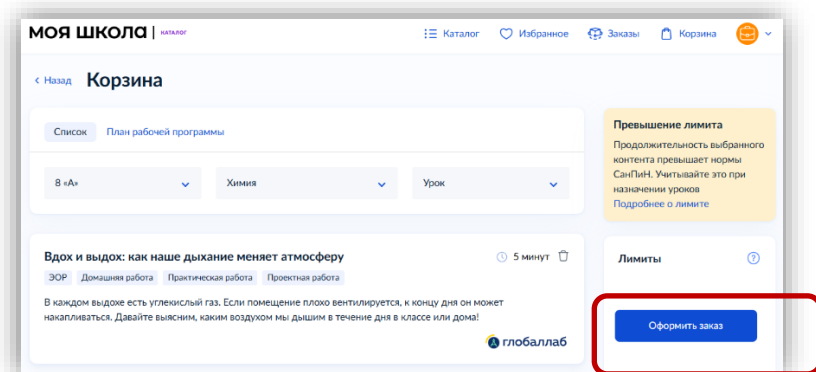 МОЯ ШКОЛА | КАТАЛОГ
Каталог
Избранное
Заказы
Корзина
Назад
Корзина
Список
План рабочей программы
8 «А»
Химия
Урок
Превышение лимита
Продолжительность выбранного
контента превышает нормы
СанПиН. Учитывайте это при
назначении уроков
Подробнее о лимите
Вдох и выдох: как наше дыхание меняет атмосферу
5 минут
ЭОР Домашняя работа Практическая работа Проектная работа
В каждом выдохе есть углекислый газ. Если помещение плохо вентилируется, к концу дня он может
накапливаться. Давайте выясним, каким воздухом мы дышим в течение дня в классе или дома!
глобаллаб
Лимиты
?
Оформить заказ